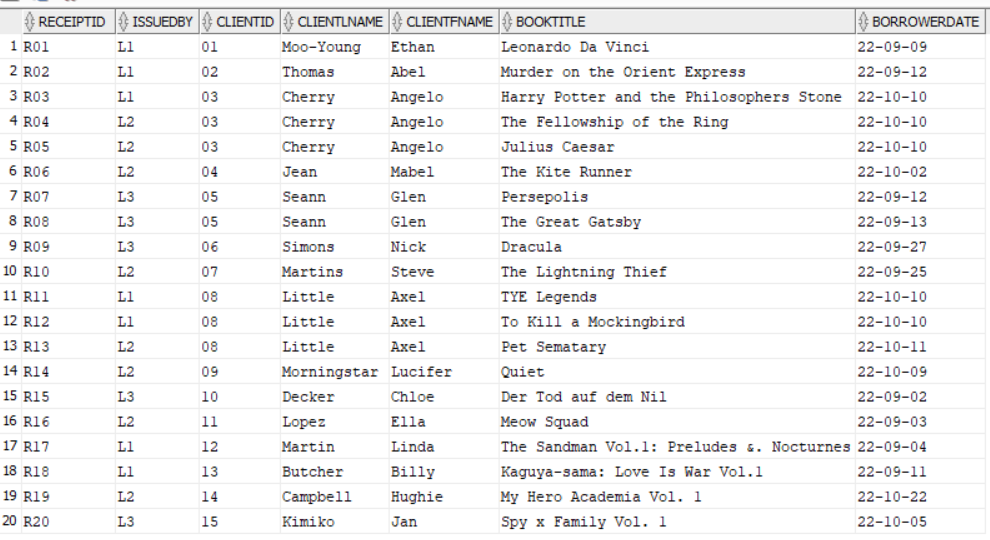 RECEIPTID ISSUEDBY CLIENTID CLIENTLNAME CLIENTFNAME BOOKTITLE BORROWERDATE
1 R01 L1 01 Moo-Young Ethan Leonardo Da Vinci 22-09-09
2 R02 L1 02 Thomas Abel Murder on the Orient Express 22-09-12
3 R03 L1 03 Cherry Angelo Harry Potter and the Philosophers Stone 22-10-10
4 R04 L2 03 Cherry Angelo The Fellowship of the Ring 22-10-10
5 R05 L2 03 Cherry Angelo Julius Caesar 22-10-10
6 R06 L2 04 Jean Mabel The Kite Runner 22-10-02
7 R07 L3 05 Seann Glen Persepolis 22-09-12
8 R08 L3 05 Seann Glen The Great Gatsby 22-09-13
9 R09 L3 06 Simons Nick Dracula 22-09-27
10 R10 L2 07 Martins Steve The Lightning Thief 22-09-25
11 R11 L1 08 Little Axel TYE Legends 22-10-10
12 R12 L1 08 Little Axel To Kill a Mockingbird 22-10-10
13 R13 L2 08 Little Axel Pet Sematary 22-10-11
14 R14 L2 09 Morningstar Lucifer Quiet 22-10-09
15 R15 L3 10 Decker Chloe Der Tod auf dem Nil 22-09-02
16 R16 L2 11 Lopez Ella Meow Squad 22-09-03
17 R17 L1 12 Martin Linda The Sandman Vol.1: Preludes &. Nocturnes 22-09-04
18 R18 L1 13 Butcher Billy Kaguya-sama: Love Is War Vol.1 22-09-11
19 R19 L2 14 Campbell Hughie My Hero Academia Vol. 1 22-10-22
20 R20 L3 15 Kimiko Jan Spy x Family Vol. 1 22-10-05